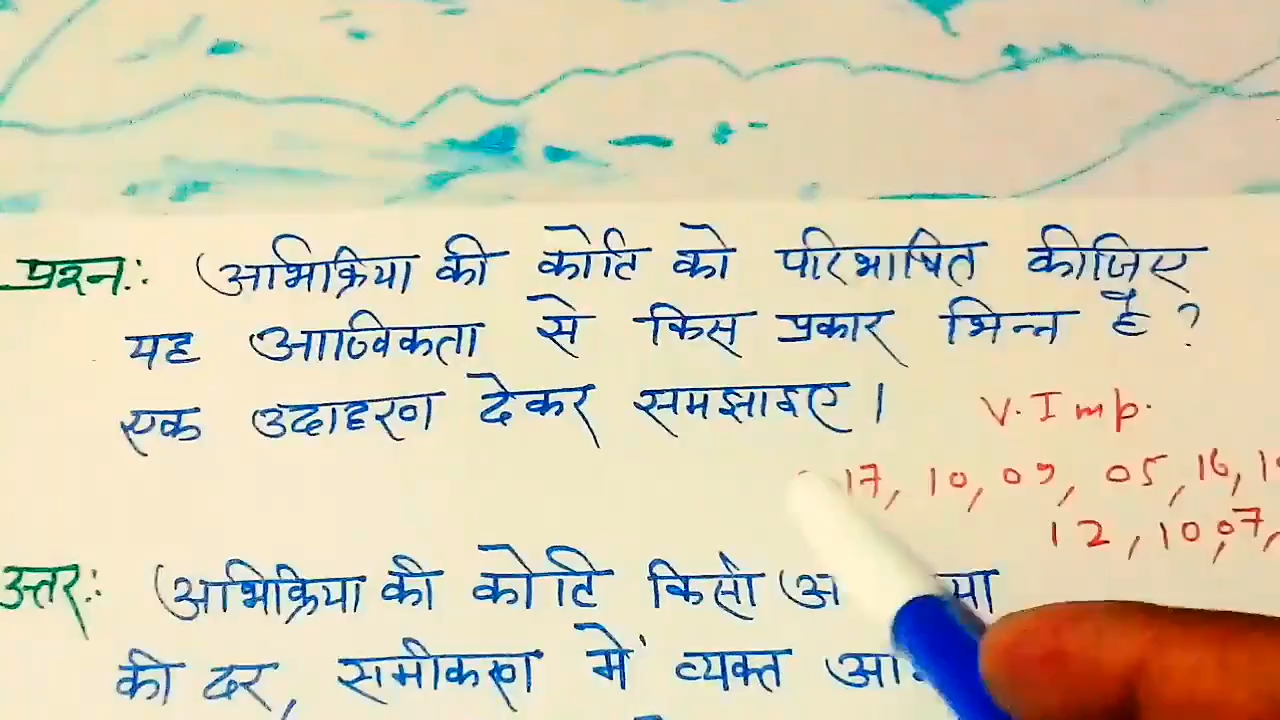 प्रश्न:: अभिक्रिया की कोटि को परिभाषित कीजिए
यह आण्विकता से किस प्रकार भिन्न है ?
एक उदाहरण देकर समझाइए ।
V. Imp.
17, 10, 09, 05, 16,
12, 10, 07,
उत्तर:: अभिक्रिया की कोटि किसी
की दर, समीकरण में व्यक्त